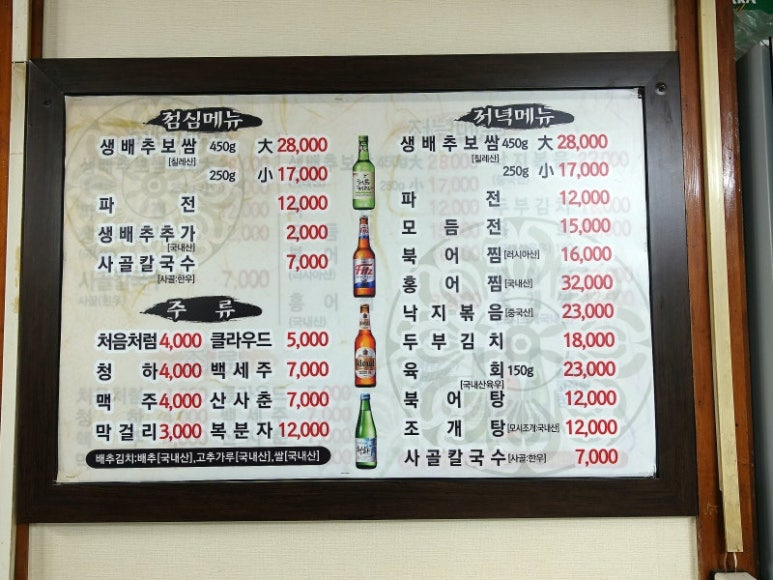 점심메뉴
생배추보쌈 450g 大 28,000
[칠레산]
250g 小 17,000
파전 12,000
생배추추가 2,000
[국내산]
사골칼국수 7,000
[사골:한우]
주류
처음처럼 4,000 클라우드 5,000
청하 4,000 백세주 7,000
맥주 4,000 산사춘 7,000
막걸리 3,000 복분자 12,000
배추김치:배추[국내산],고추가루[국내산],쌀[국내산]
저녁메뉴
생배추보쌈 450g 大 28,000
[칠레산]
250g 小 17,000
파전 12,000
모듬전 15,000
북어찜 [러시아산] 16,000
홍어찜 [국내산] 32,000
낙지볶음 [중국산] 23,000
두부김치 18,000
육회 150g 23,000
[국내산육우]
북어탕 12,000
조개탕 [모시조개:국내산] 12,000
사골칼국수 [사골:한우] 7,000
Fitz